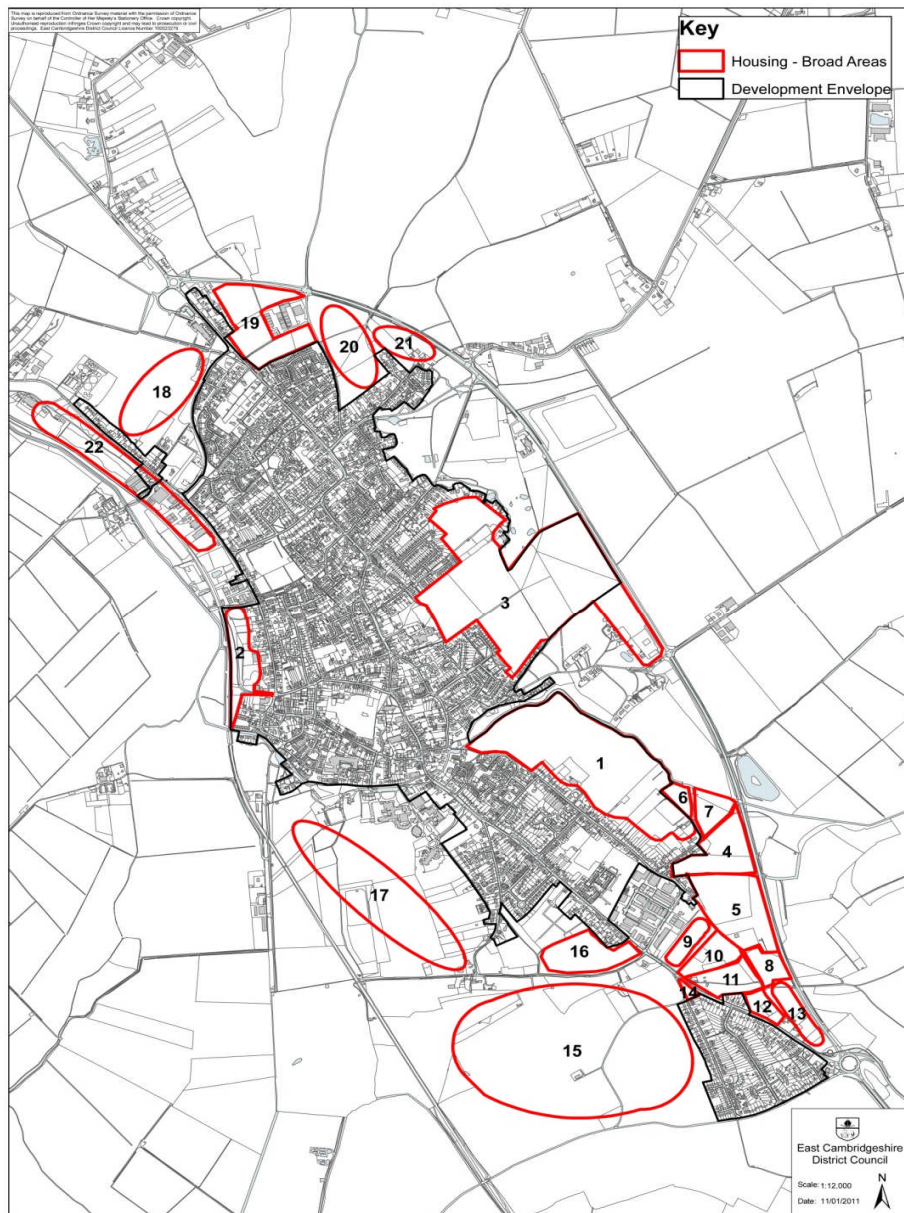 This map is reproduced from Ordnance Survey material with the permission of Ordnance
Survey on behalf of the Controller of Her Majesty's Stationery Office. Crown copyright.
Unauthorised reproduction infringes Crown copyright and may lead to prosecution or civil
proceedings. East Cambridgeshire District Council Licence Number 100023279
Key
Housing - Broad Areas
Development Envelope
19
20
21
18
22
3
2
1
6
7
4
17
5
9
16
10
8
11
14
12
13
15
East Cambridgeshire
District Council
N
Scale: 1:12,000
Date: 11/01/2011